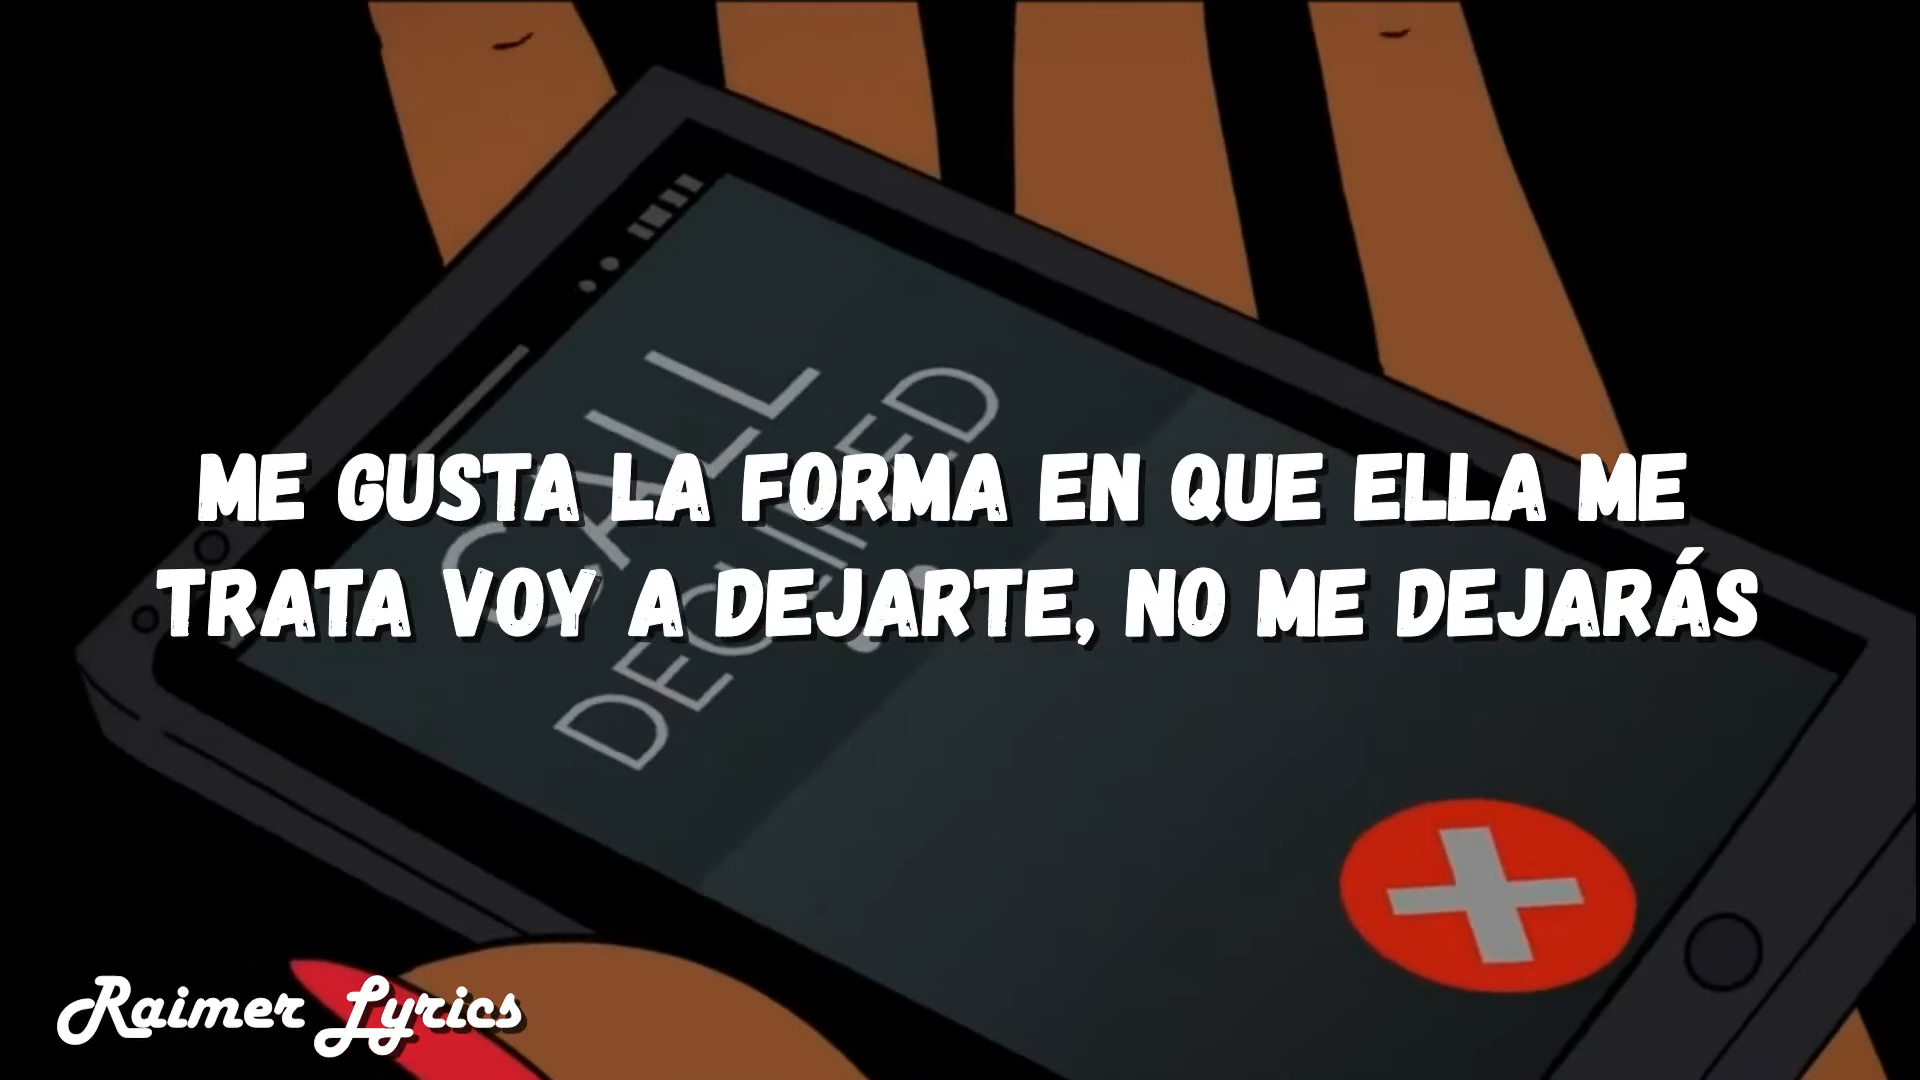 CALL
DECLINED
ME GUSTA LA FORMA EN QUE ELLA ME
TRATA VOY A DEJARTE, NO ME DEJARÁS
Raimer Lyrics